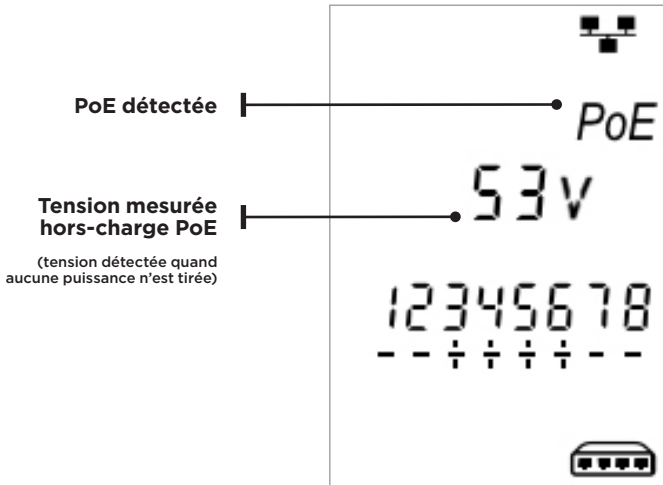 PoE détectée
PoE
Tension mesurée
hors-charge PoE
53V
(tension détectée quand
aucune puissance n'est tirée)
12345678
- - ÷ ÷ ÷ ÷ - -